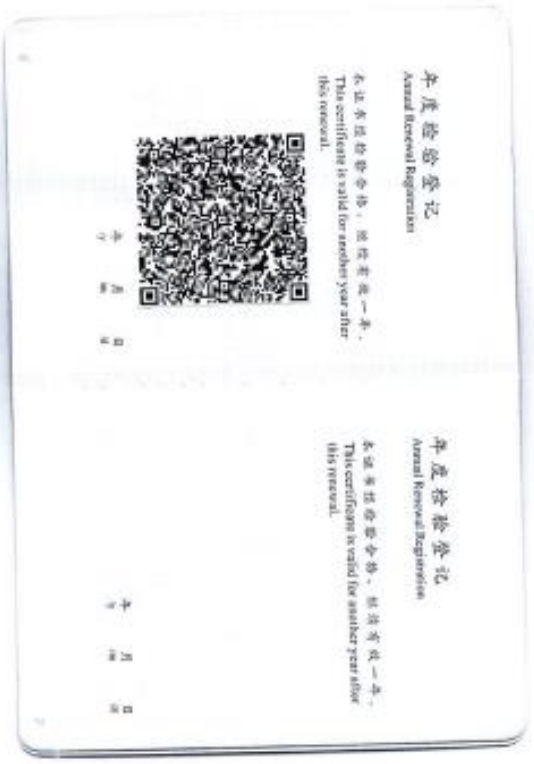 年度检验登记
Annual Renewal Registration
本证书经检验合格，继续有效一年。
This certificate is valid for another year after
this renewal.
年 月 日
/y /m /d
年度检验登记
Annual Renewal Registration
本证书经检验合格，继续有效一年。
This certificate is valid for another year after
this renewal.
年 月 日
/y /m /d